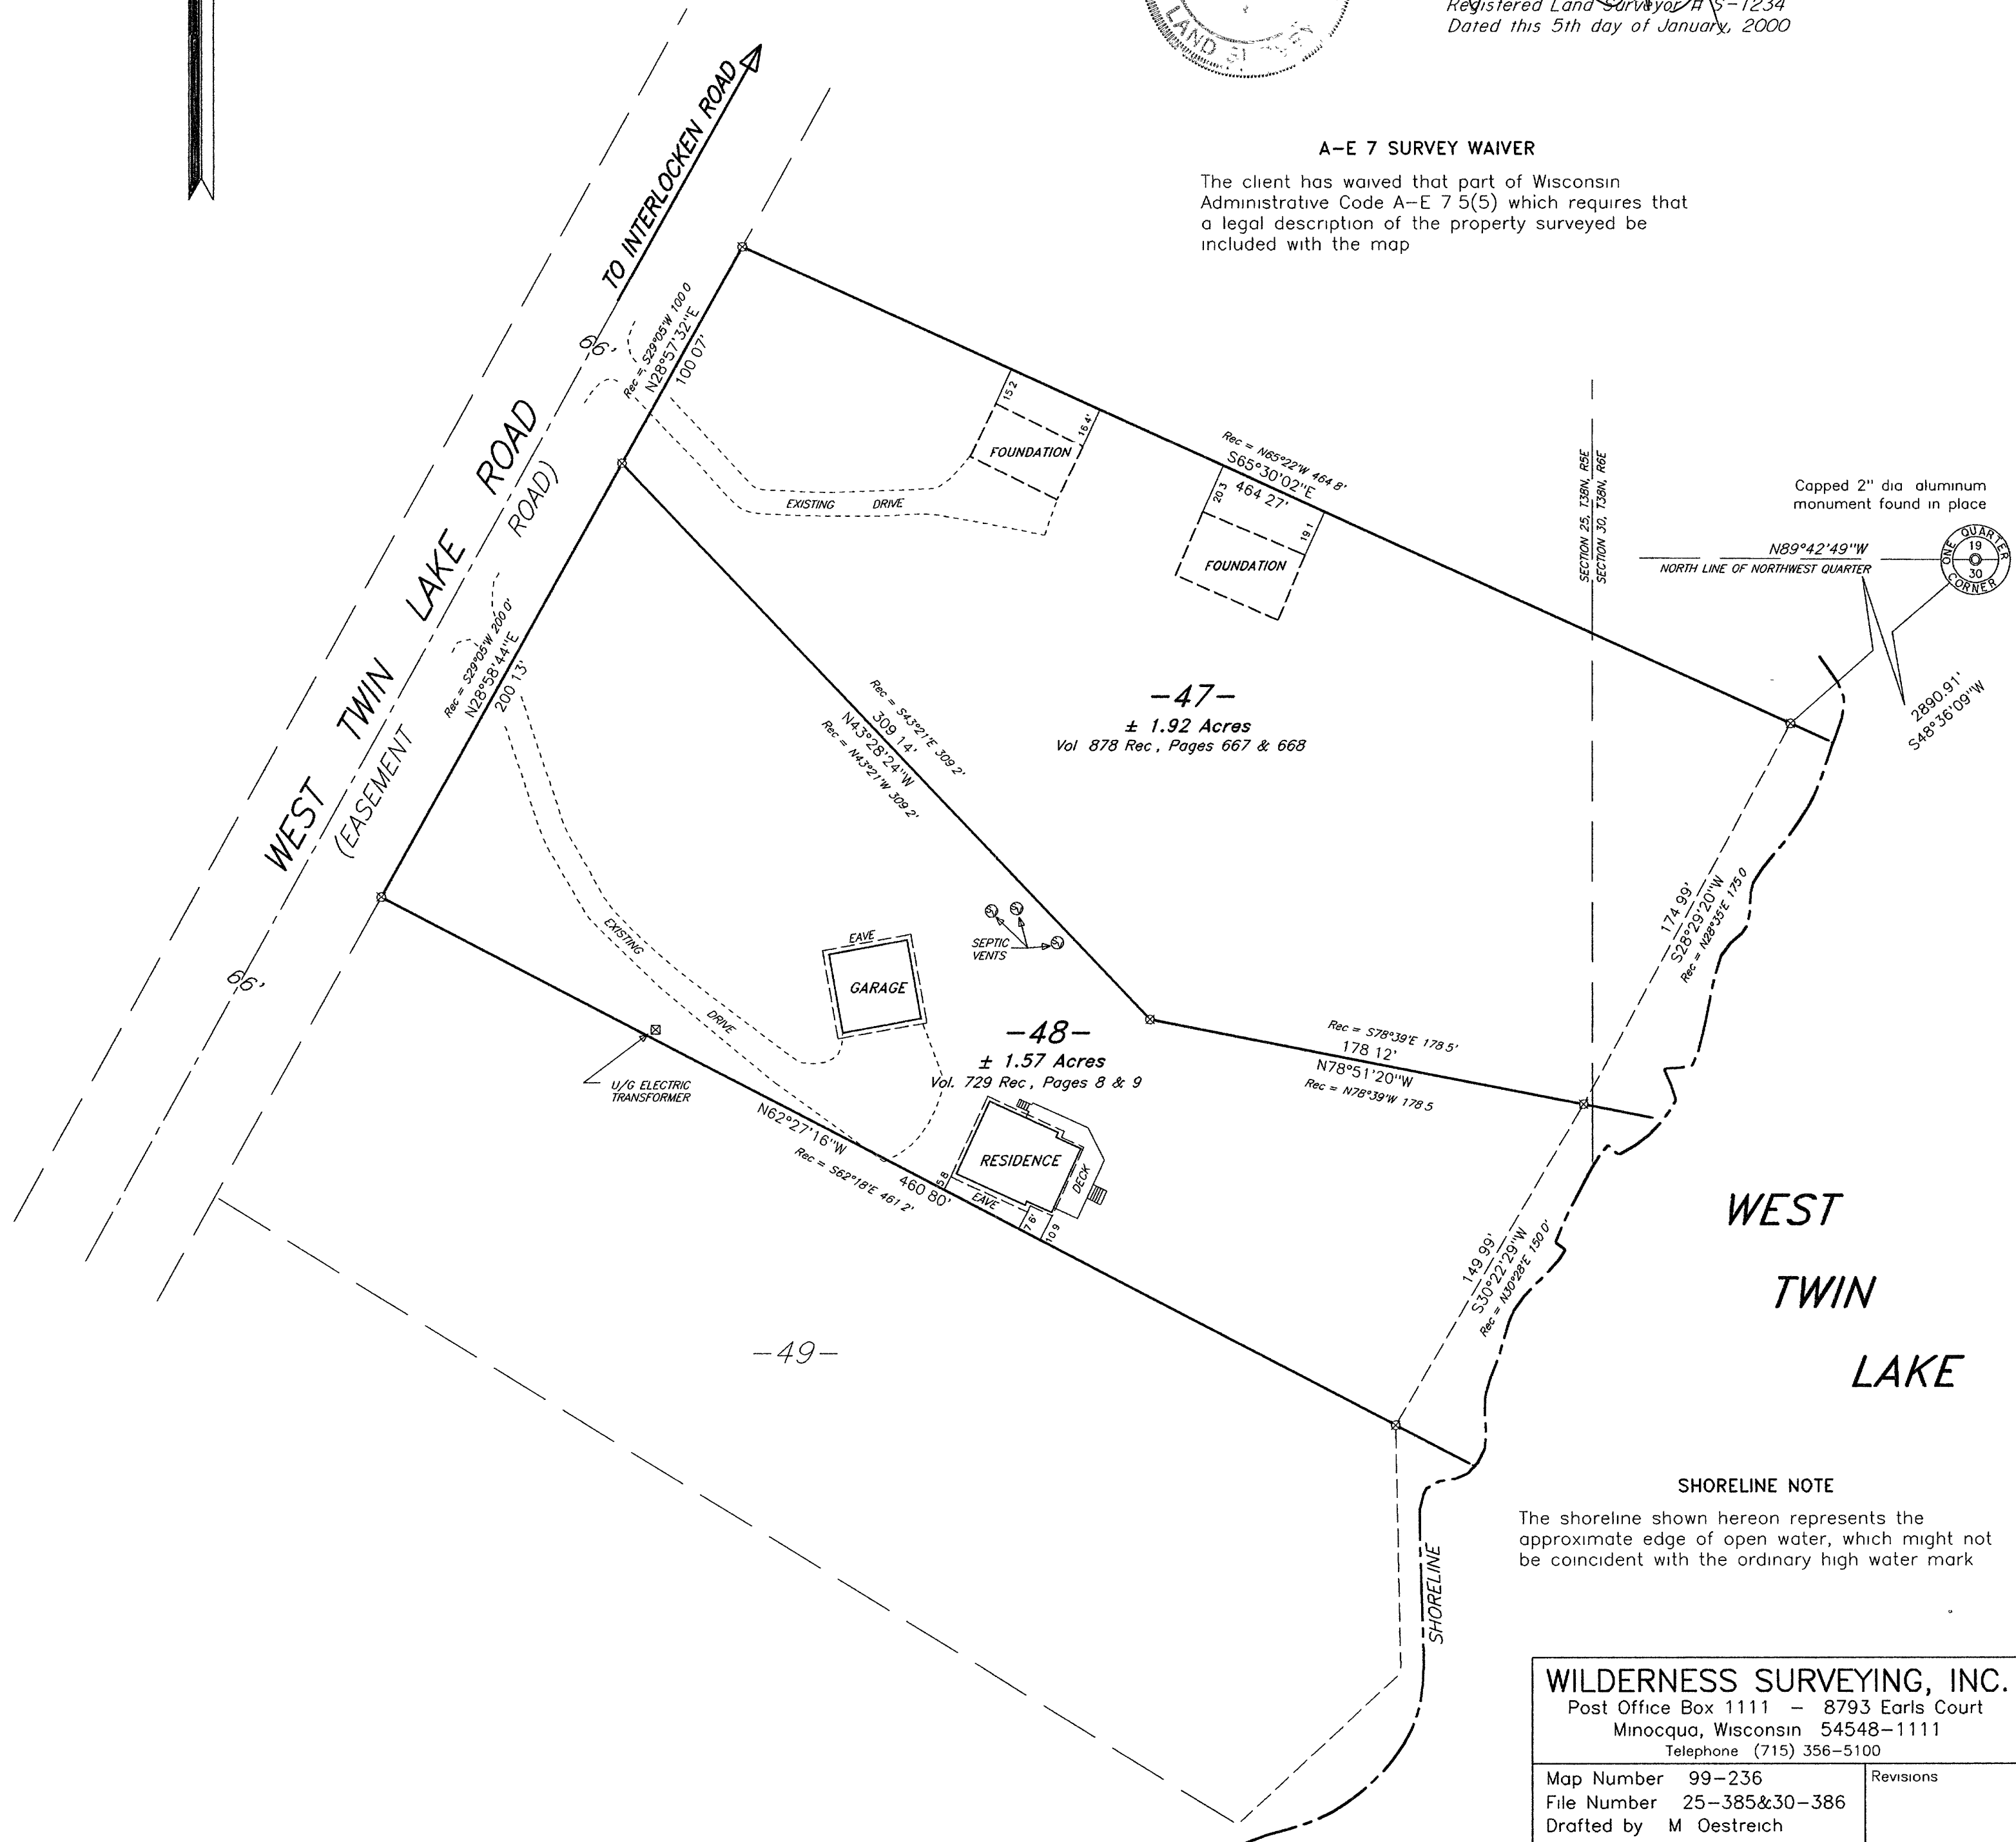 Registered Land Surveyor # S-1234
Dated this 5th day of January, 2000
LAND
A-E 7 SURVEY WAIVER
The client has waived that part of Wisconsin
Administrative Code A-E 7 5(5) which requires that
a legal description of the property surveyed be
included with the map
TO INTERLOCKEN ROAD
66'
Rec = S29°05'W 100 0
N28°57'32"E
100 07'
WEST TWIN LAKE ROAD
(EASEMENT ROAD)
15 2
16 4'
FOUNDATION
EXISTING DRIVE
Rec = N65°22'W 464 8'
S65°30'02"E
464 27'
20.3
19 1
FOUNDATION
SECTION 25, T38N, R5E
SECTION 30, T38N, R6E
Capped 2" dia aluminum
monument found in place
N89°42'49"W
NORTH LINE OF NORTHWEST QUARTER
ONE QUARTER
19
30
CORNER
2890.91'
S48°36'09"W
Rec = S29°05'W 200 0'
N28°58'44"E
200 13'
Rec = S43°21'E 309 2'
309 14'
N43°28'24"W
Rec = N43°21'W 309 2'
-47-
± 1.92 Acres
Vol 878 Rec, Pages 667 & 668
174 99'
S28°29'20"W
Rec = N28°35'E 175 0
66'
EXISTING
DRIVE
EAVE
GARAGE
SEPTIC
VENTS
-48-
± 1.57 Acres
Vol. 729 Rec, Pages 8 & 9
U/G ELECTRIC
TRANSFORMER
Rec = S78°39'E 178 5'
178 12'
N78°51'20"W
Rec = N78°39'W 178 5
N62°27'16"W
460 80'
Rec = S62°18'E 461 2'
RESIDENCE
DECK
EAVE
5 8
7 6'
10 9
149 99'
S30°22'29"W
Rec = N30°28'E 150 0'
WEST
TWIN
LAKE
-49-
SHORELINE NOTE
The shoreline shown hereon represents the
approximate edge of open water, which might not
be coincident with the ordinary high water mark
SHORELINE
WILDERNESS SURVEYING, INC.
Post Office Box 1111 - 8793 Earls Court
Minocqua, Wisconsin 54548-1111
Telephone (715) 356-5100
Map Number 99-236
Revisions
File Number 25-385&30-386
Drafted by M Oestreich